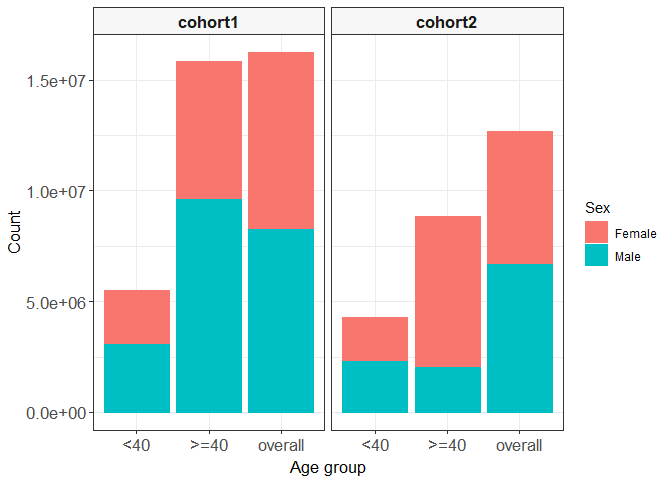 cohort1 cohort2
1.5e+07
1.0e+07
5.0e+06
0.0e+00
Count
<40 >=40 overall <40 >=40 overall
Age group
Sex
Female
Male